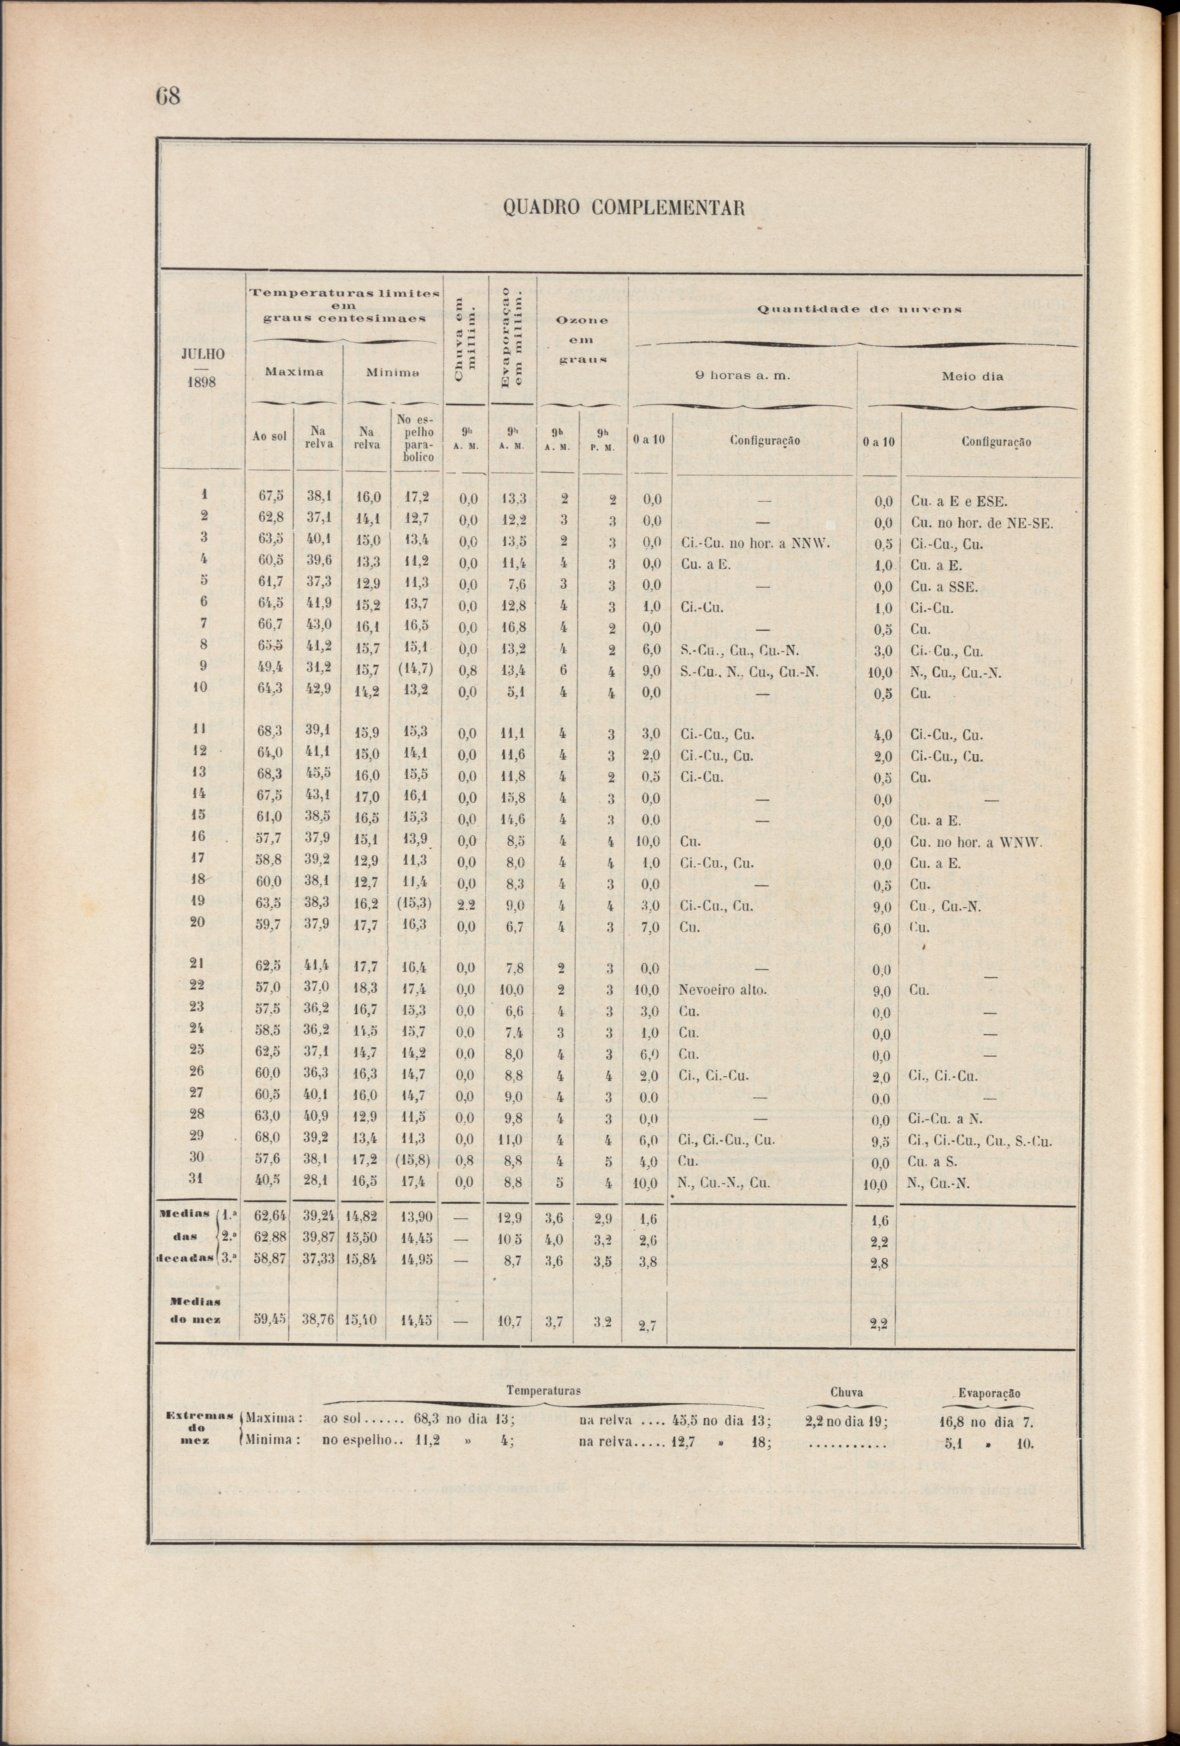 68
QUADRO COMPLEMENTAR
JULHO
—
1898
Temperaturas limites
em
graus centesimaes
Chuva em
millim.
Evaporaçao
em millim.
Ozone
em
graus
Quantidade de nuvens
Maxima Minima 9 horas a. m. Meio dia
Ao sol Na relva Na relva No es-pelho para-bolico 9h A. M. 9h A. M. 9h A. M. 9h P. M. 0 a 10 Configuração 0 a 10 Configuração
1 67,5 38,1 16,0 17,2 0,0 13,3 2 2 0,0 — 0,0 Cu. a E e ESE.
2 62,8 37,1 14,1 12,7 0,0 12,2 3 3 0,0 — 0,0 Cu. no hor. de NE-SE.
3 63,5 40,1 15,0 13,4 0,0 13,5 2 3 0,0 Ci.-Cu. no hor. a NNW. 0,5 Ci.-Cu., Cu.
4 60,5 39,6 13,3 11,2 0,0 11,4 4 3 0,0 Cu. a E. 1,0 Cu. a E.
5 61,7 37,3 12,9 11,3 0,0 7,6 3 3 0,0 — 0,0 Cu. a SSE.
6 64,5 41,9 15,2 13,7 0,0 12,8 4 3 1,0 Ci.-Cu. 1,0 Ci.-Cu.
7 66,7 43,0 16,1 16,5 0,0 16,8 4 2 0,0 — 0,5 Cu.
8 65,5 41,2 15,7 15,1 0,0 13,2 4 2 6,0 S.-Cu., Cu., Cu.-N. 3,0 Ci.-Cu., Cu.
9 49,4 31,2 15,7 (14,7) 0,8 13,4 6 4 9,0 S.-Cu., N., Cu., Cu.-N. 10,0 N., Cu., Cu.-N.
10 64,3 42,9 14,2 13,2 0,0 5,1 4 4 0,0 — 0,5 Cu.
11 68,3 39,1 15,9 15,3 0,0 11,1 4 3 3,0 Ci.-Cu., Cu. 4,0 Ci.-Cu., Cu.
12 64,0 41,1 15,0 14,1 0,0 11,6 4 3 2,0 Ci.-Cu., Cu. 2,0 Ci.-Cu., Cu.
13 68,3 45,5 16,0 15,5 0,0 11,8 4 2 0,5 Ci.-Cu. 0,5 Cu.
14 67,5 43,1 17,0 16,1 0,0 15,8 4 3 0,0 — 0,0 —
15 61,0 38,5 16,5 15,3 0,0 14,6 4 3 0,0 — 0,0 Cu. a E.
16 57,7 37,9 15,1 13,9 0,0 8,5 4 4 10,0 Cu. 0,0 Cu. no hor. a WNW.
17 58,8 39,2 12,9 11,3 0,0 8,0 4 4 1,0 Ci.-Cu., Cu. 0,0 Cu. a E.
18 60,0 38,1 12,7 11,4 0,0 8,3 4 3 0,0 — 0,5 Cu.
19 63,5 38,3 16,2 (15,3) 2,2 9,0 4 4 3,0 Ci.-Cu., Cu. 9,0 Cu., Cu.-N.
20 59,7 37,9 17,7 16,3 0,0 6,7 4 3 7,0 Cu. 6,0 Cu.
21 62,5 41,4 17,7 16,4 0,0 7,8 2 3 0,0 — 0,0 —
22 57,0 37,0 18,3 17,4 0,0 10,0 2 3 10,0 Nevoeiro alto. 9,0 Cu.
23 57,5 36,2 16,7 15,3 0,0 6,6 4 3 3,0 Cu. 0,0 —
24 58,5 36,2 14,5 15,7 0,0 7,4 3 3 1,0 Cu. 0,0 —
25 62,5 37,1 14,7 14,2 0,0 8,0 4 3 6,0 Cu. 0,0 —
26 60,0 36,3 16,3 14,7 0,0 8,8 4 4 2,0 Ci., Ci.-Cu. 2,0 Ci., Ci.-Cu.
27 60,5 40,1 16,0 14,7 0,0 9,0 4 3 0,0 — 0,0 —
28 63,0 40,9 12,9 11,5 0,0 9,8 4 3 0,0 — 0,0 Ci.-Cu. a N.
29 68,0 39,2 13,4 11,3 0,0 11,0 4 4 6,0 Ci., Ci.-Cu., Cu. 9,5 Ci., Ci.-Cu., Cu., S.-Cu.
30 57,6 38,1 17,2 (15,8) 0,8 8,8 4 5 4,0 Cu. 0,0 Cu. a S.
31 40,5 28,1 16,5 17,4 0,0 8,8 5 4 10,0 N., Cu.-N., Cu. 10,0 N., Cu.-N.
Medias 1.ª 62,64 39,24 14,82 13,90 — 12,9 3,6 2,9 1,6 1,6
das 2.ª 62,88 39,87 15,50 14,45 — 10 5 4,0 3,2 2,6 2,2
decadas 3.ª 58,87 37,33 15,84 14,95 — 8,7 3,6 3,5 3,8 2,8
Medias
do mez 59,45 38,76 15,40 14,45 — 10,7 3,7 3,2 2,7 2,2
Temperaturas Chuva Evaporação
Extremas
do
mez
Maxima: ao sol...... 68,3 no dia 13; na relva .... 45,5 no dia 13; 2,2 no dia 19; 16,8 no dia 7.
Minima: no espelho.. 11,2 » 4; na relva..... 12,7 » 18; ........... 5,1 » 10.